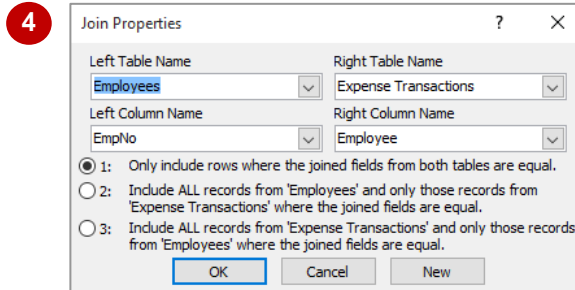 4
Join Properties
? ×
Left Table Name Right Table Name
Employees Expense Transactions
Left Column Name Right Column Name
EmpNo Employee
1: Only include rows where the joined fields from both tables are equal.
2: Include ALL records from 'Employees' and only those records from
'Expense Transactions' where the joined fields are equal.
3: Include ALL records from 'Expense Transactions' and only those records
from 'Employees' where the joined fields are equal.
OK Cancel New